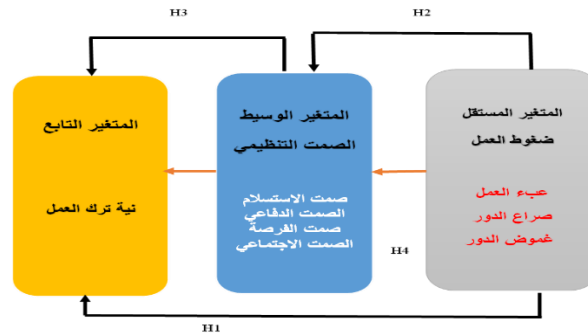 H3
H2
المتغير المستقل
ضغوط العمل
عبء العمل
صراع الدور
غموض الدور
المتغير الوسيط
الصمت التنظيمي
صمت الاستسلام
الصمت الدفاعي
صمت الفرصة
الصمت الاجتماعي
المتغير التابع
نية ترك العمل
H4
H1